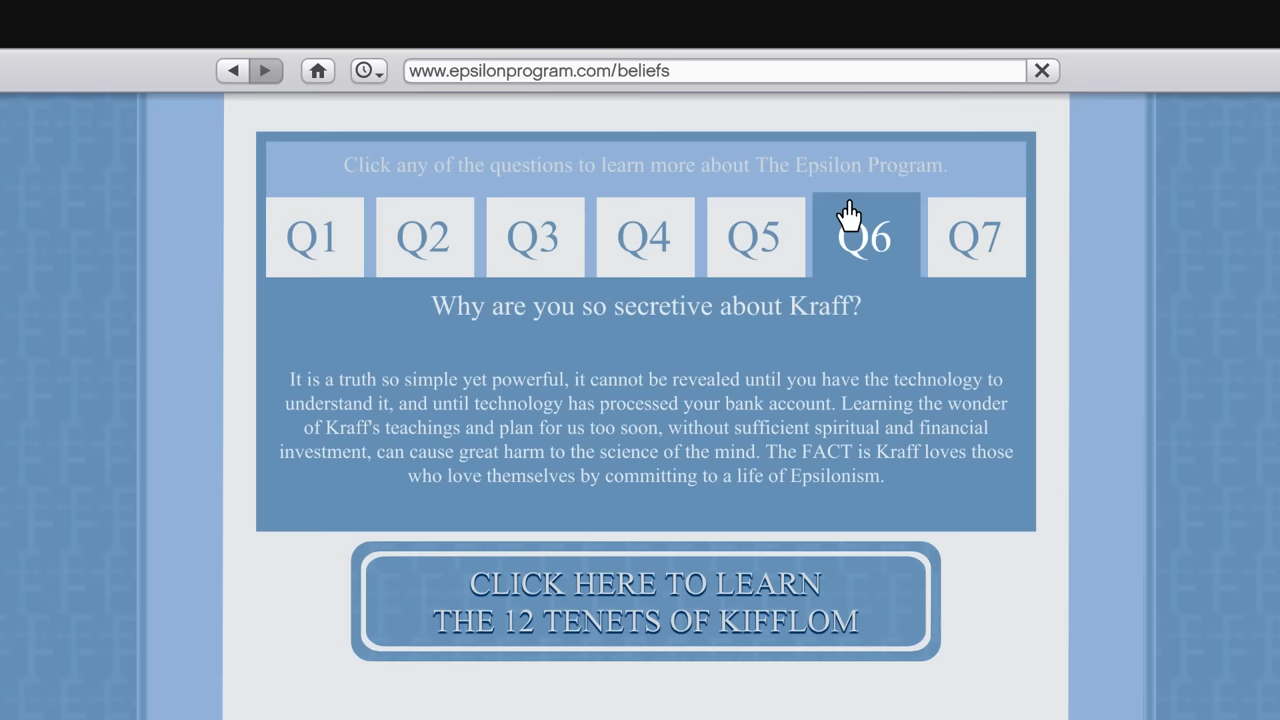 www.epsilonprogram.com/beliefs
Click any of the questions to learn more about The Epsilon Program.
Q1 Q2 Q3 Q4 Q5 Q6 Q7
Why are you so secretive about Kraff?
It is a truth so simple yet powerful, it cannot be revealed until you have the technology to
understand it, and until technology has processed your bank account. Learning the wonder
of Kraff's teachings and plan for us too soon, without sufficient spiritual and financial
investment, can cause great harm to the science of the mind. The FACT is Kraff loves those
who love themselves by committing to a life of Epsilonism.
CLICK HERE TO LEARN
THE 12 TENETS OF KIFFLOM